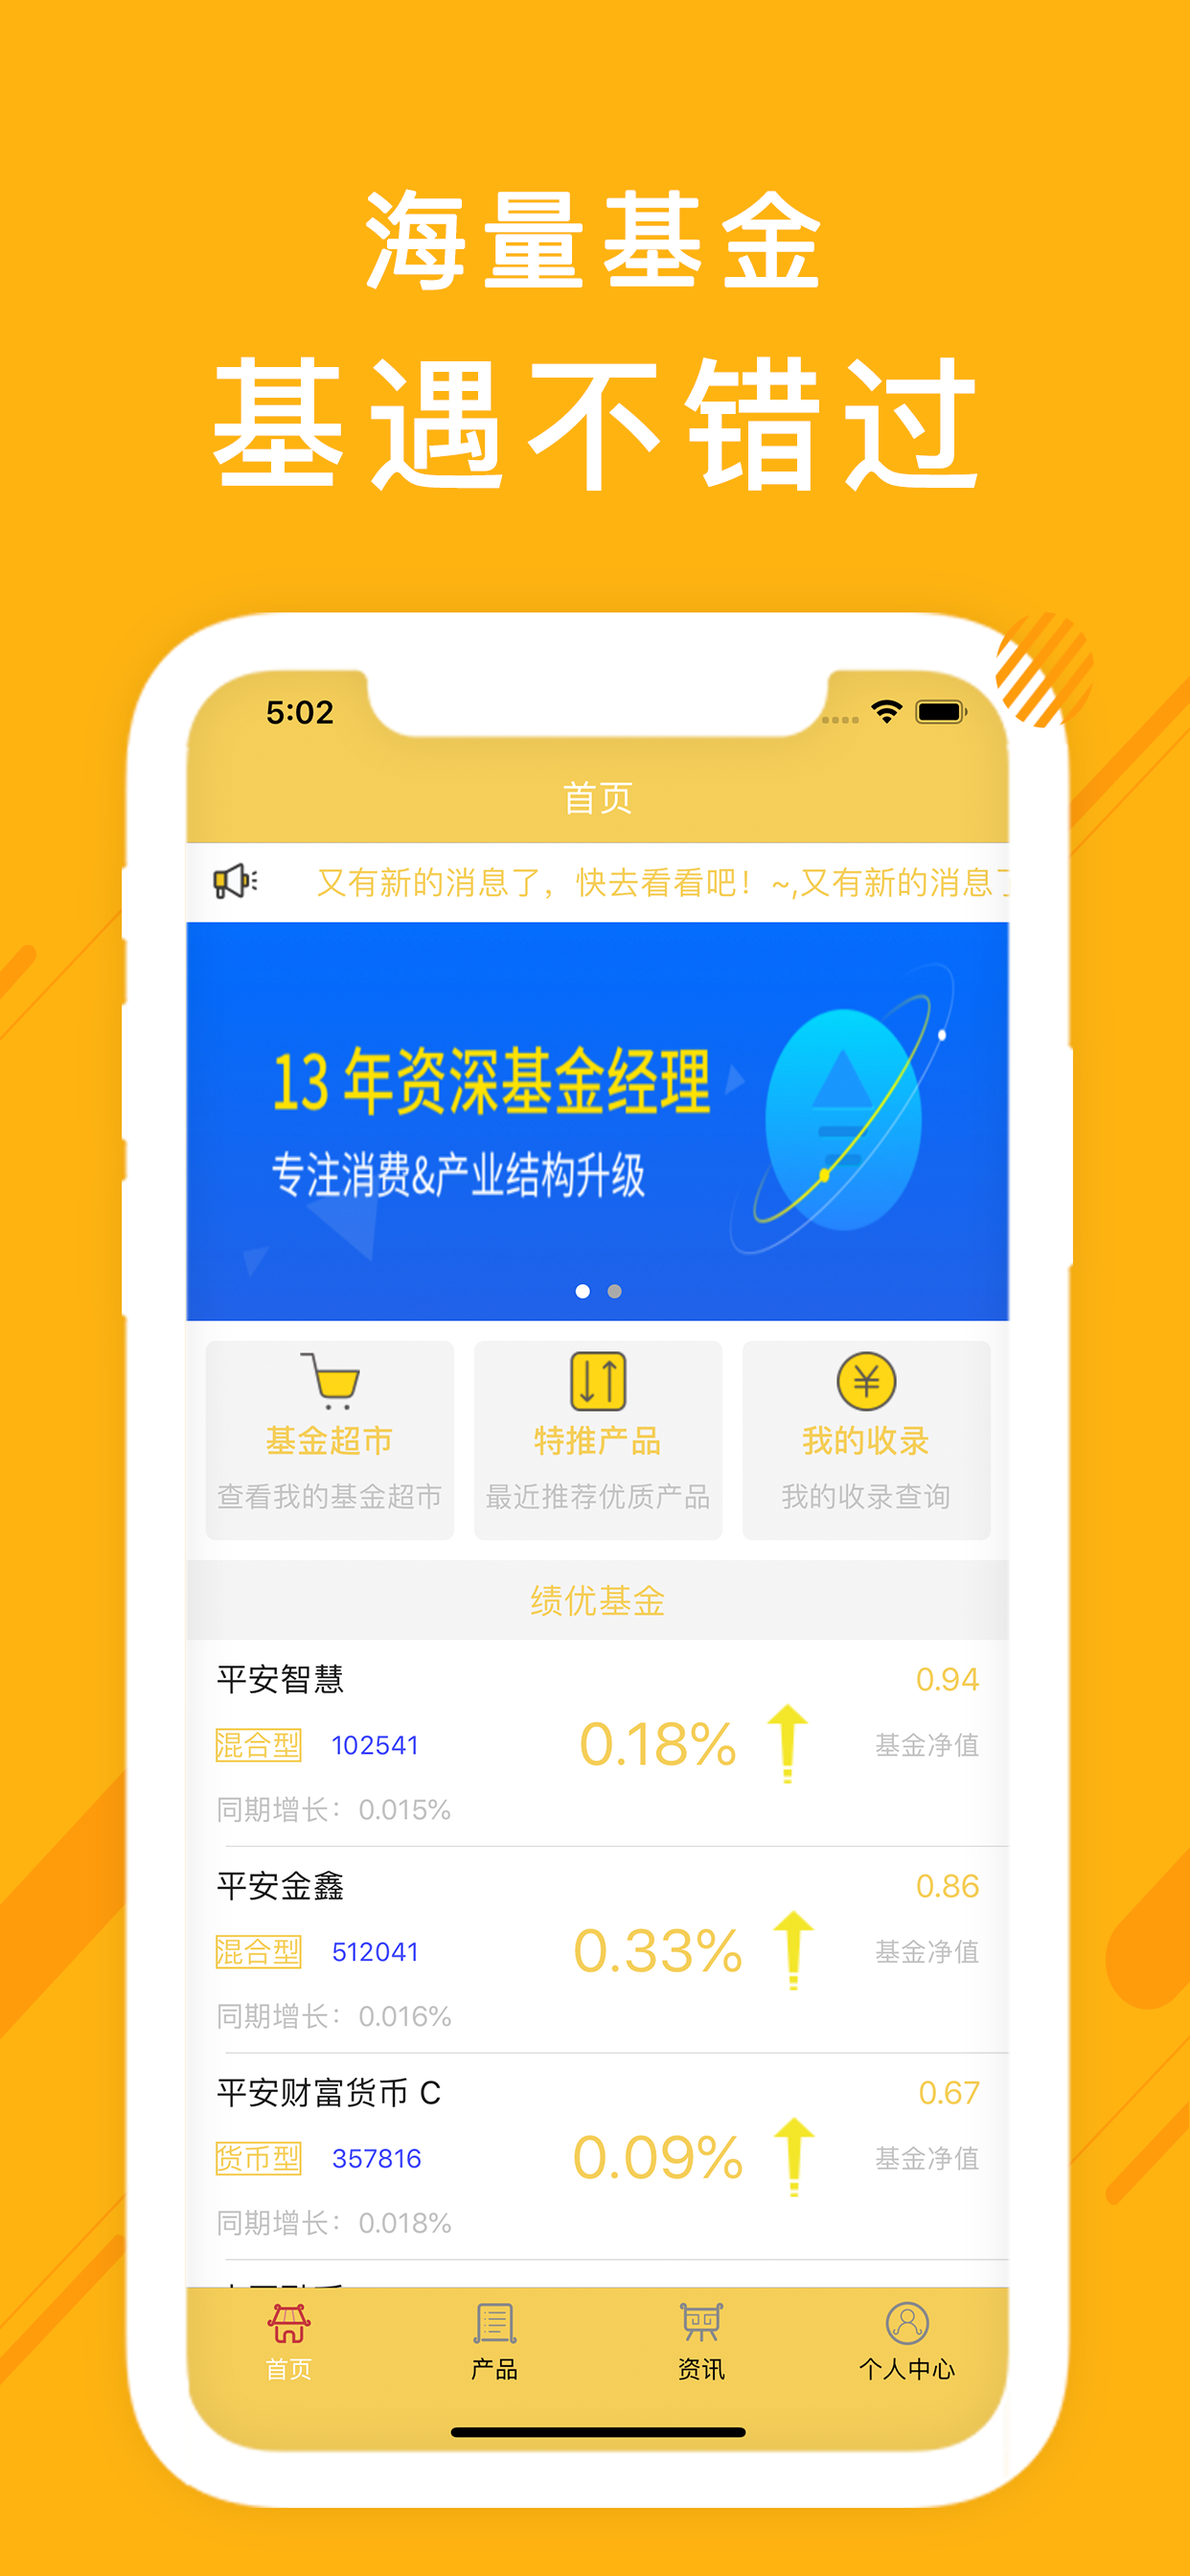 海量基金
基遇不错过
5:02
首页
又有新的消息了，快去看看吧！~,又有新的消息
13 年资深基金经理
专注消费&产业结构升级
基金超市 特推产品 我的收录
查看我的基金超市 最近推荐优质产品 我的收录查询
绩优基金
平安智慧 0.94
混合型 102541 0.18% 基金净值
同期增长：0.015%
平安金鑫 0.86
混合型 512041 0.33% 基金净值
同期增长：0.016%
平安财富货币 C 0.67
货币型 357816 0.09% 基金净值
同期增长：0.018%
首页 产品 资讯 个人中心